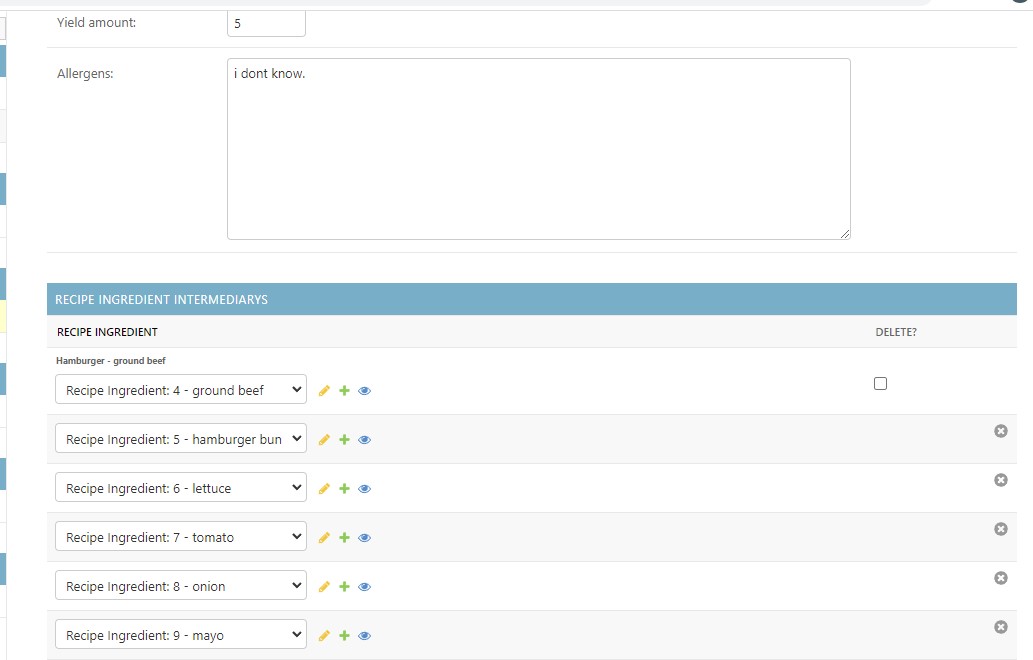 Yield amount:
5
Allergens:
i dont know.
RECIPE INGREDIENT INTERMEDIARYS
RECIPE INGREDIENT
DELETE?
Hamburger - ground beef
Recipe Ingredient: 4 - ground beef
Recipe Ingredient: 5 - hamburger bun
Recipe Ingredient: 6 - lettuce
Recipe Ingredient: 7 - tomato
Recipe Ingredient: 8 - onion
Recipe Ingredient: 9 - mayo